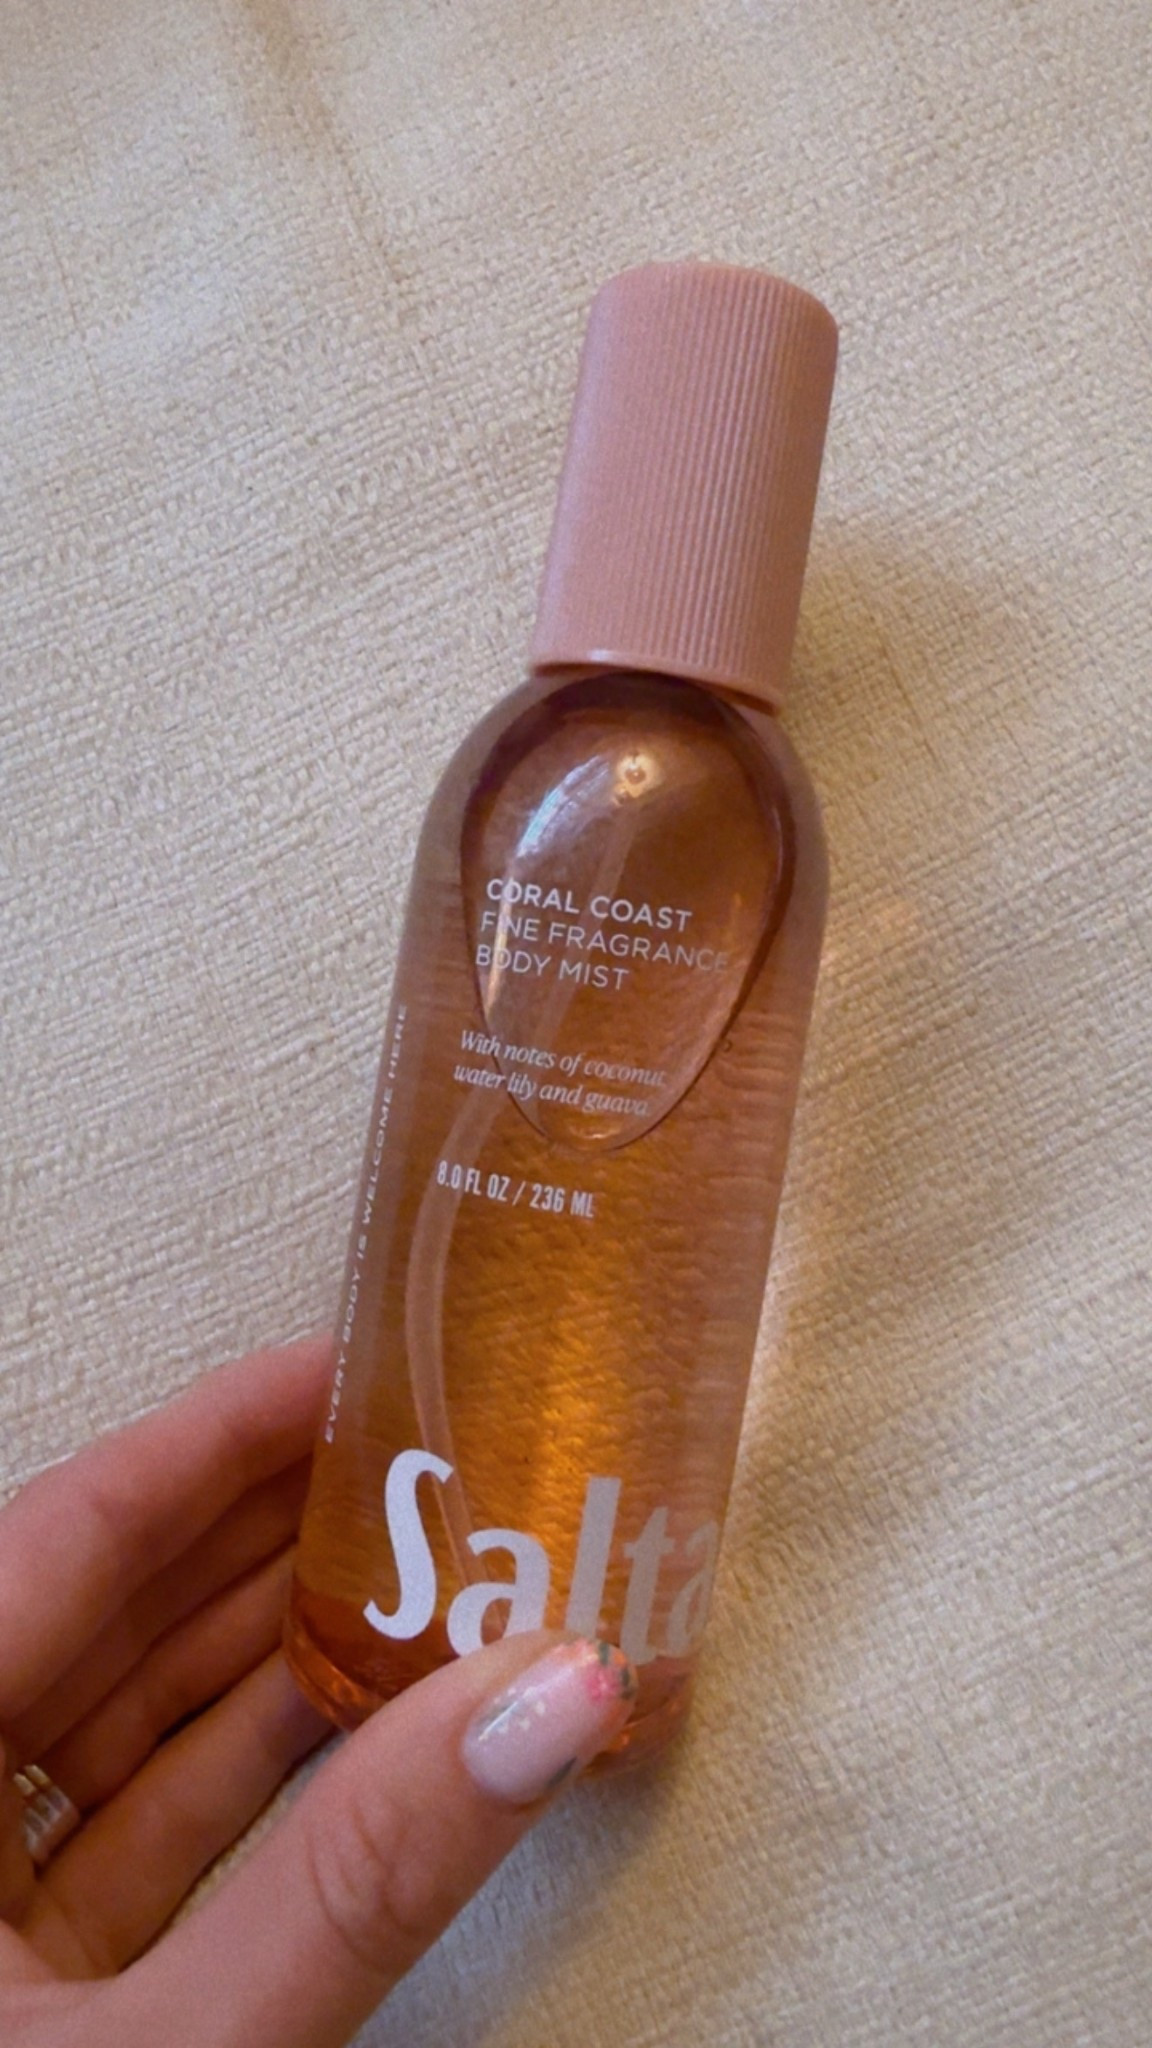 CORAL COAST
FINE FRAGRANCE
BODY MIST
With notes of coconut
water lily and guava
8.0 FL OZ / 236 ML
EVERY BODY IS WELCOME HERE
Salta